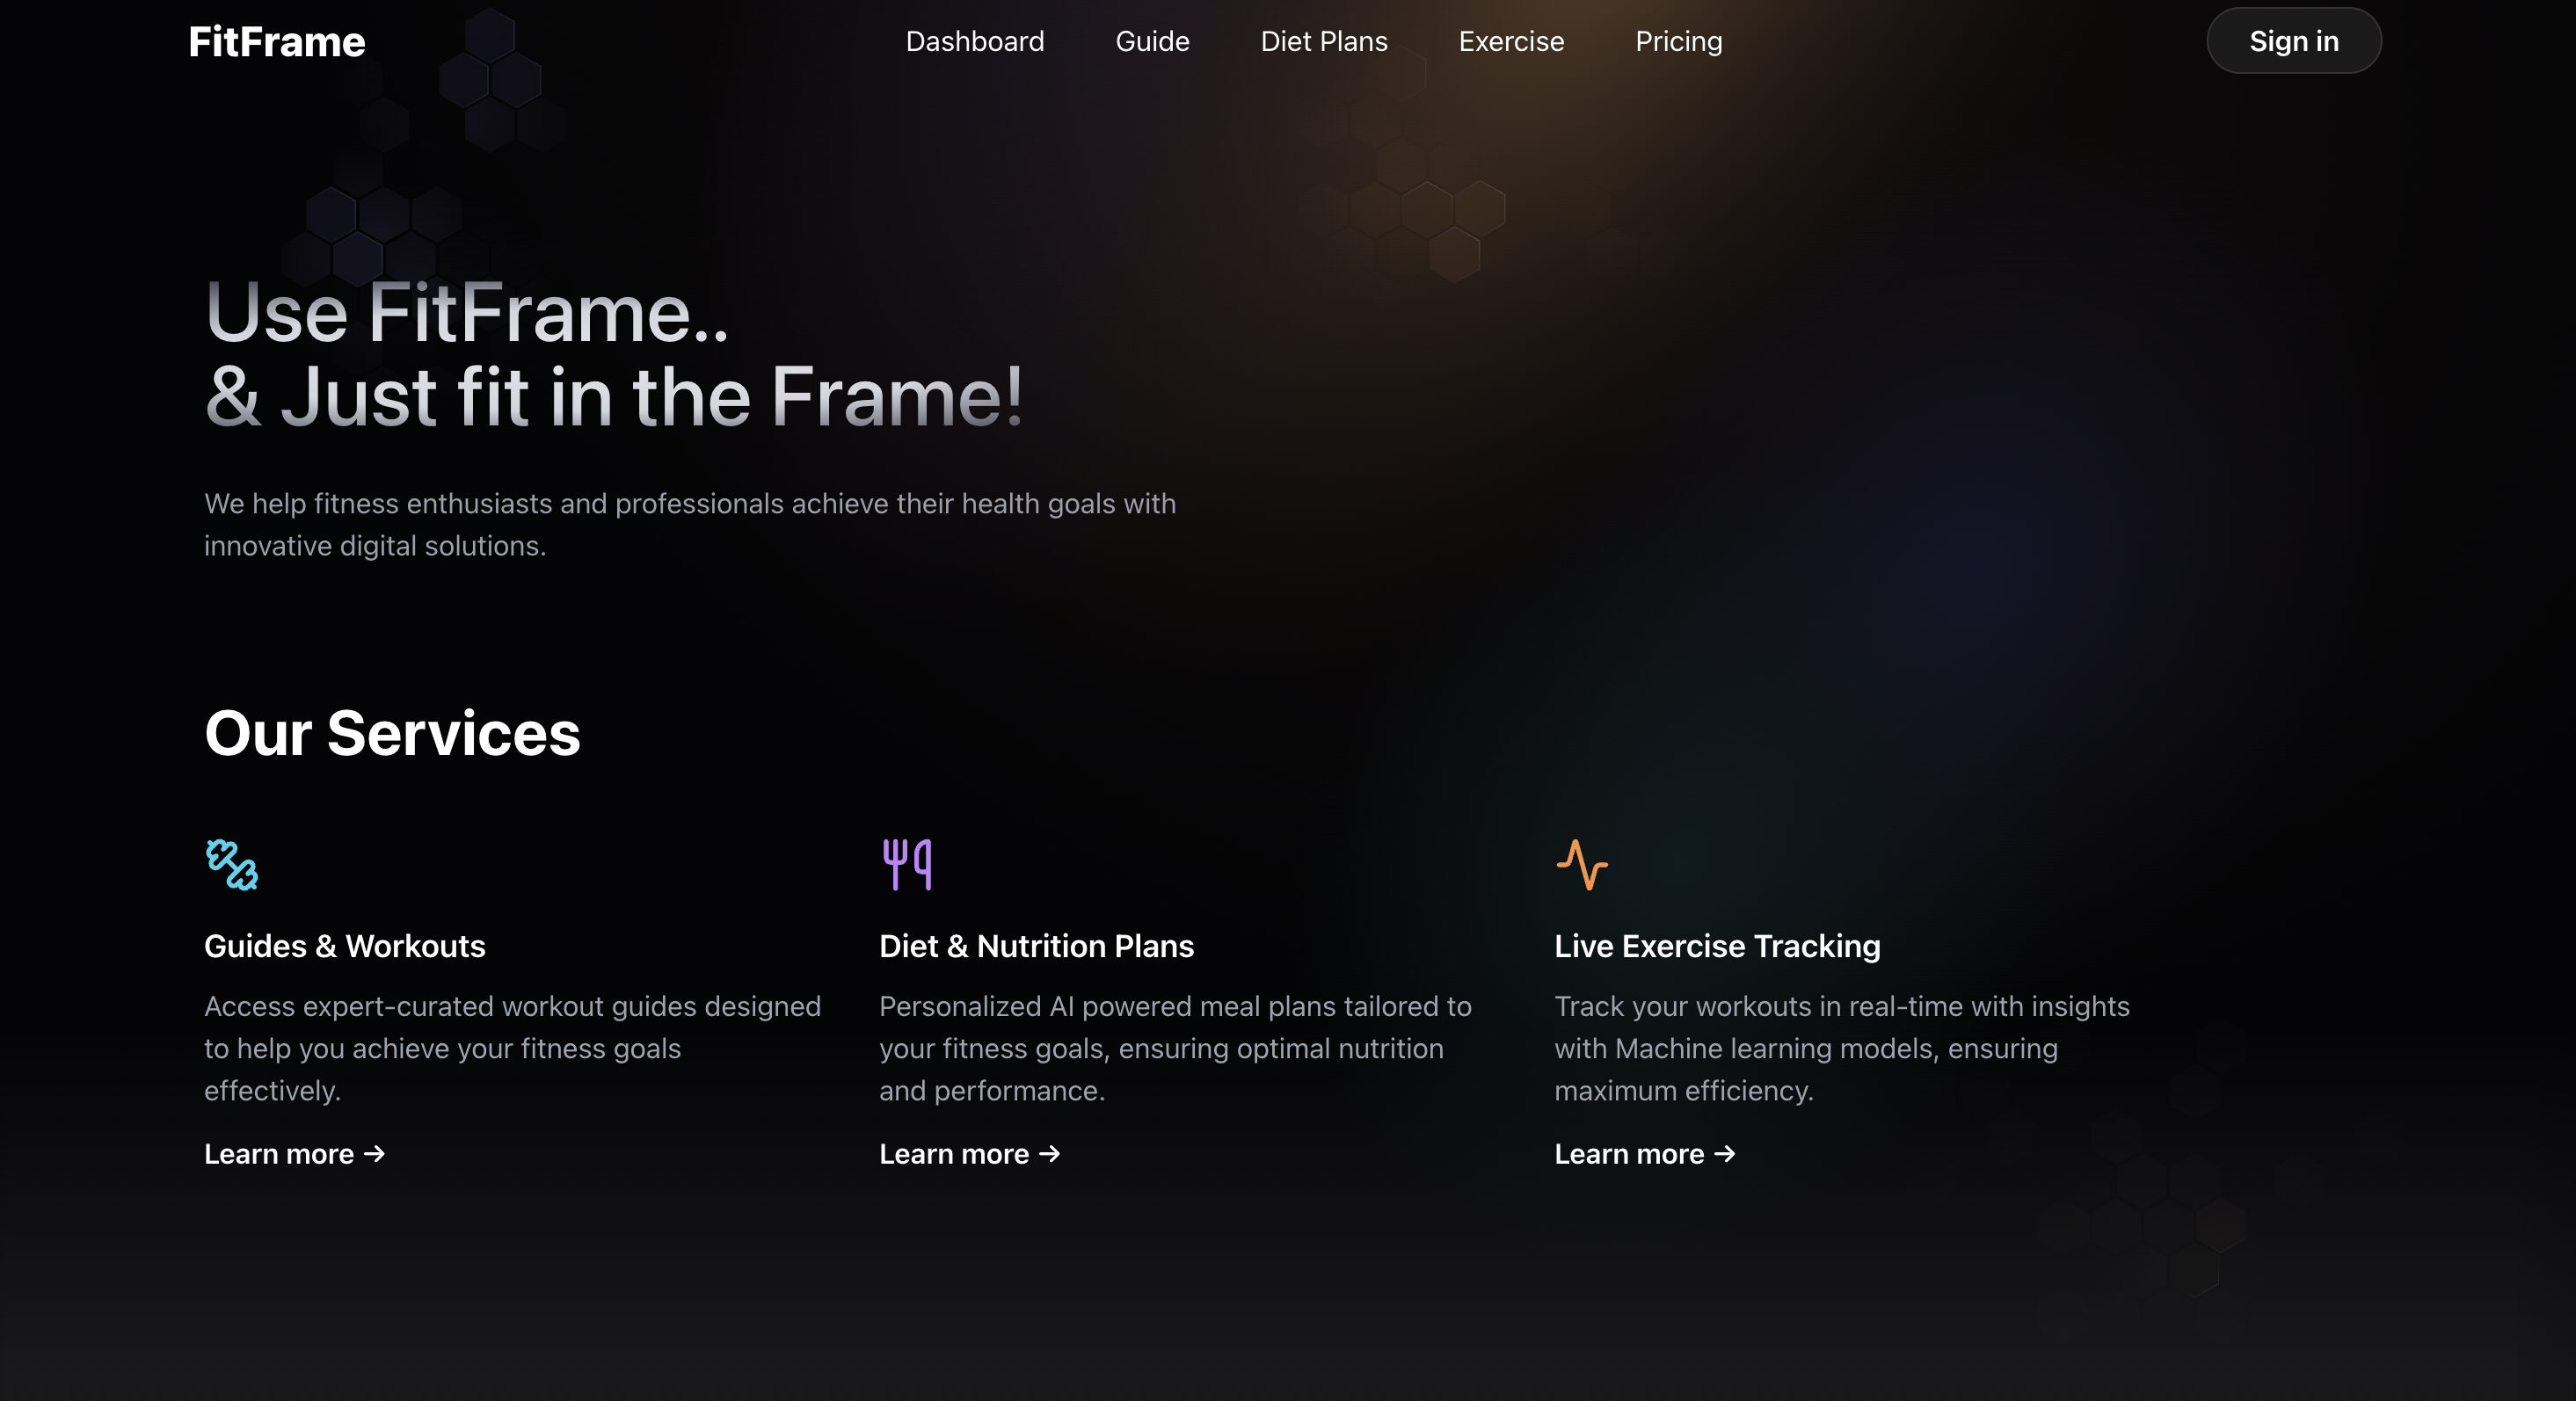 FitFrame
Dashboard
Guide
Diet Plans
Exercise
Pricing
Sign in
Use FitFrame..
& Just fit in the Frame!
We help fitness enthusiasts and professionals achieve their health goals with
innovative digital solutions.
Our Services
Guides & Workouts
Access expert-curated workout guides designed
to help you achieve your fitness goals
effectively.
Learn more →
Diet & Nutrition Plans
Personalized AI powered meal plans tailored to
your fitness goals, ensuring optimal nutrition
and performance.
Learn more →
Live Exercise Tracking
Track your workouts in real-time with insights
with Machine learning models, ensuring
maximum efficiency.
Learn more →